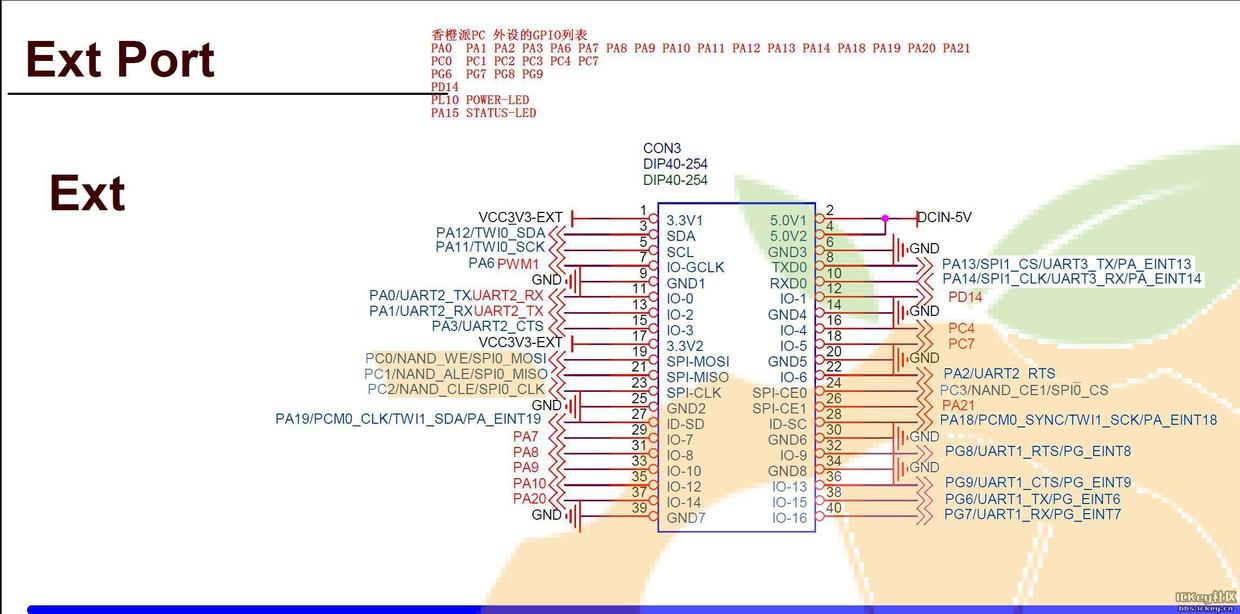 Ext Port
香橙派PC 外设的GPIO列表
PA0 PA1 PA2 PA3 PA6 PA7 PA8 PA9 PA10 PA11 PA12 PA13 PA14 PA18 PA19 PA20 PA21
PC0 PC1 PC2 PC3 PC4 PC7
PG6 PG7 PG8 PG9
PD14
PL10 POWER-LED
PA15 STATUS-LED
Ext
CON3
DIP40-254
DIP40-254
VCC3V3-EXT 1 3.3V1 5.0V1 2 DCIN-5V
PA12/TWI0_SDA 3 SDA 5.0V2 4
PA11/TWI0_SCK 5 SCL GND3 6 GND
PA6 PWM1 7 IO-GCLK TXD0 8 PA13/SPI1_CS/UART3_TX/PA_EINT13
GND 9 GND1 RXD0 10 PA14/SPI1_CLK/UART3_RX/PA_EINT14
PA0/UART2_TXUART2_RX 11 IO-0 IO-1 12 PD14
PA1/UART2_RXUART2_TX 13 IO-2 GND4 14 GND
PA3/UART2_CTS 15 IO-3 IO-4 16 PC4
VCC3V3-EXT 17 3.3V2 IO-5 18 PC7
PC0/NAND_WE/SPI0_MOSI 19 SPI-MOSI GND5 20 GND
PC1/NAND_ALE/SPI0_MISO 21 SPI-MISO IO-6 22 PA2/UART2_RTS
PC2/NAND_CLE/SPI0_CLK 23 SPI-CLK SPI-CE0 24 PC3/NAND_CE1/SPI0_CS
GND 25 GND2 SPI-CE1 26 PA21
PA19/PCM0_CLK/TWI1_SDA/PA_EINT19 27 ID-SD ID-SC 28 PA18/PCM0_SYNC/TWI1_SCK/PA_EINT18
PA7 29 IO-7 GND6 30 GND
PA8 31 IO-8 IO-9 32 PG8/UART1_RTS/PG_EINT8
PA9 33 IO-10 GND8 34 GND
PA10 35 IO-12 IO-13 36 PG9/UART1_CTS/PG_EINT9
PA20 37 IO-14 IO-15 38 PG6/UART1_TX/PG_EINT6
GND 39 GND7 IO-16 40 PG7/UART1_RX/PG_EINT7
ICKey社区
bbs.ickey.cn